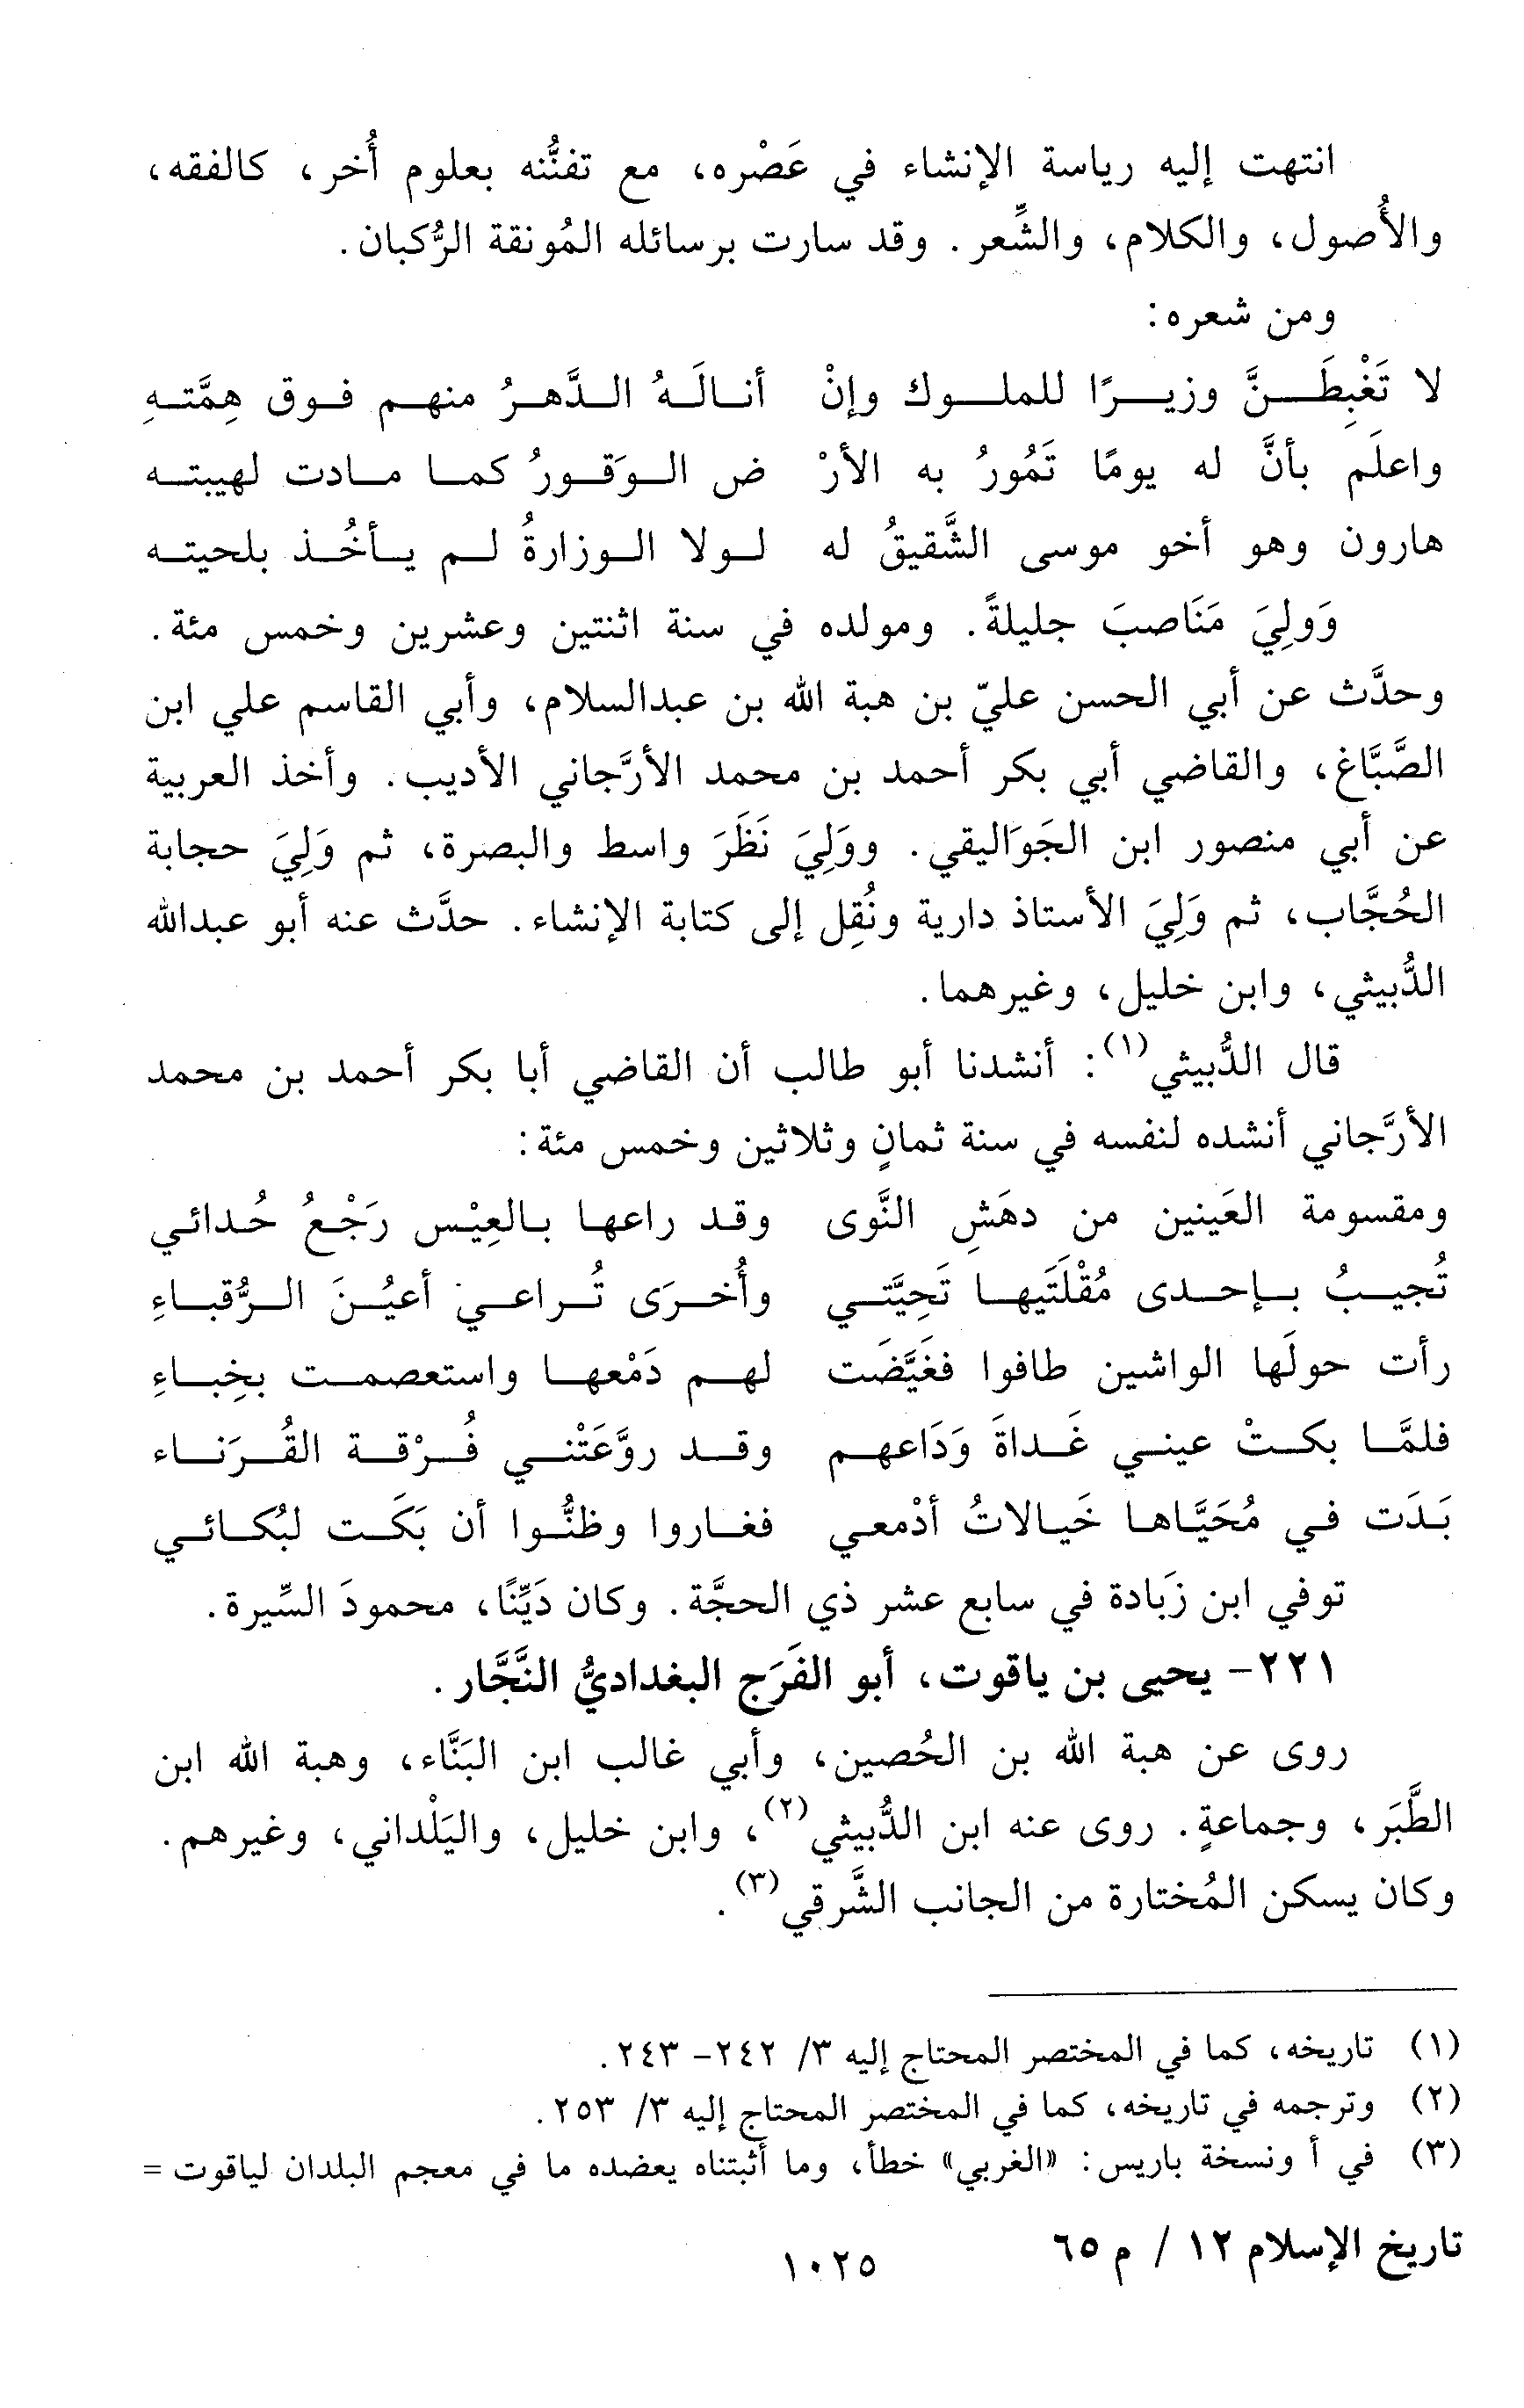 انتهت إليه رياسة الإنشاء في عَصْره، مع تفنُّنه بعلوم أُخر، كالفقه،
والأُصول، والكلام، والشِّعر. وقد سارت برسائله المُونقة الرُّكبان.
ومن شعره:
لا تَغْبِطَنَّ وزيرًا للملوك وإنْ أنالَهُ الدَّهرُ منهم فوق هِمَّتهِ
واعلَم بأنَّ له يومًا تَمُورُ به الأرْ ض الوَقورُ كما مادت لهيبته
هارون وهو أخو موسى الشَّقيقُ له لولا الوزارةُ لم يأخُذ بلحيته
وَوَلِيَ مَنَاصبَ جليلةً. ومولده في سنة اثنتين وعشرين وخمس مئة.
وحدَّث عن أبي الحسن عليّ بن هبة الله بن عبدالسلام، وأبي القاسم علي ابن
الصَّبَّاغ، والقاضي أبي بكر أحمد بن محمد الأرَّجاني الأديب. وأخذ العربية
عن أبي منصور ابن الجَوَاليقي. ووَلِيَ نَظَرَ واسط والبصرة، ثم وَلِيَ حجابة
الحُجَّاب، ثم وَلِيَ الأستاذ دارية ونُقِل إلى كتابة الإنشاء. حدَّث عنه أبو عبدالله
الدُّبيثي، وابن خليل، وغيرهما.
قال الدُّبيثي(١): أنشدنا أبو طالب أن القاضي أبا بكر أحمد بن محمد
الأرَّجاني أنشده لنفسه في سنة ثمانٍ وثلاثين وخمس مئة:
ومقسومة العَينين من دهَشِ النَّوى وقد راعها بالعِيْس رَجْعُ حُدائي
تُجيبُ بإحدى مُقْلَتَيها تَحِيَّتي وأُخرَى تُراعي أعيُنَ الرُّقباءِ
رأت حولَها الواشين طافوا فغَيَّضَت لهم دَمْعها واستعصمت بخِباءِ
فلمَّا بكتْ عيني غَداةَ وَدَاعهم وقد روَّعَتْني فُرْقة القُرَناء
بَدَت في مُحَيَّاها خَيالاتُ أدْمعي فغاروا وظنُّوا أن بَكَت لبُكائي
توفي ابن زَبَادة في سابع عشر ذي الحجَّة. وكان دَيِّنًا، محمودَ السِّيرة.
٢٢١- يحيى بن ياقوت، أبو الفَرَج البغداديُّ النَّجَّار.
روى عن هبة الله بن الحُصين، وأبي غالب ابن البَنَّاء، وهبة الله ابن
الطَّبَر، وجماعةٍ. روى عنه ابن الدُّبيثي(٢)، وابن خليل، واليَلْداني، وغيرهم.
وكان يسكن المُختارة من الجانب الشَّرقي(٣).
(١) تاريخه، كما في المختصر المحتاج إليه ٣/ ٢٤٢- ٢٤٣.
(٢) وترجمه في تاريخه، كما في المختصر المحتاج إليه ٣/ ٢٥٣.
(٣) في أ ونسخة باريس: «الغربي» خطأ، وما أثبتناه يعضده ما في معجم البلدان لياقوت =
تاريخ الإسلام ١٢ / م ٦٥
١٠٢٥